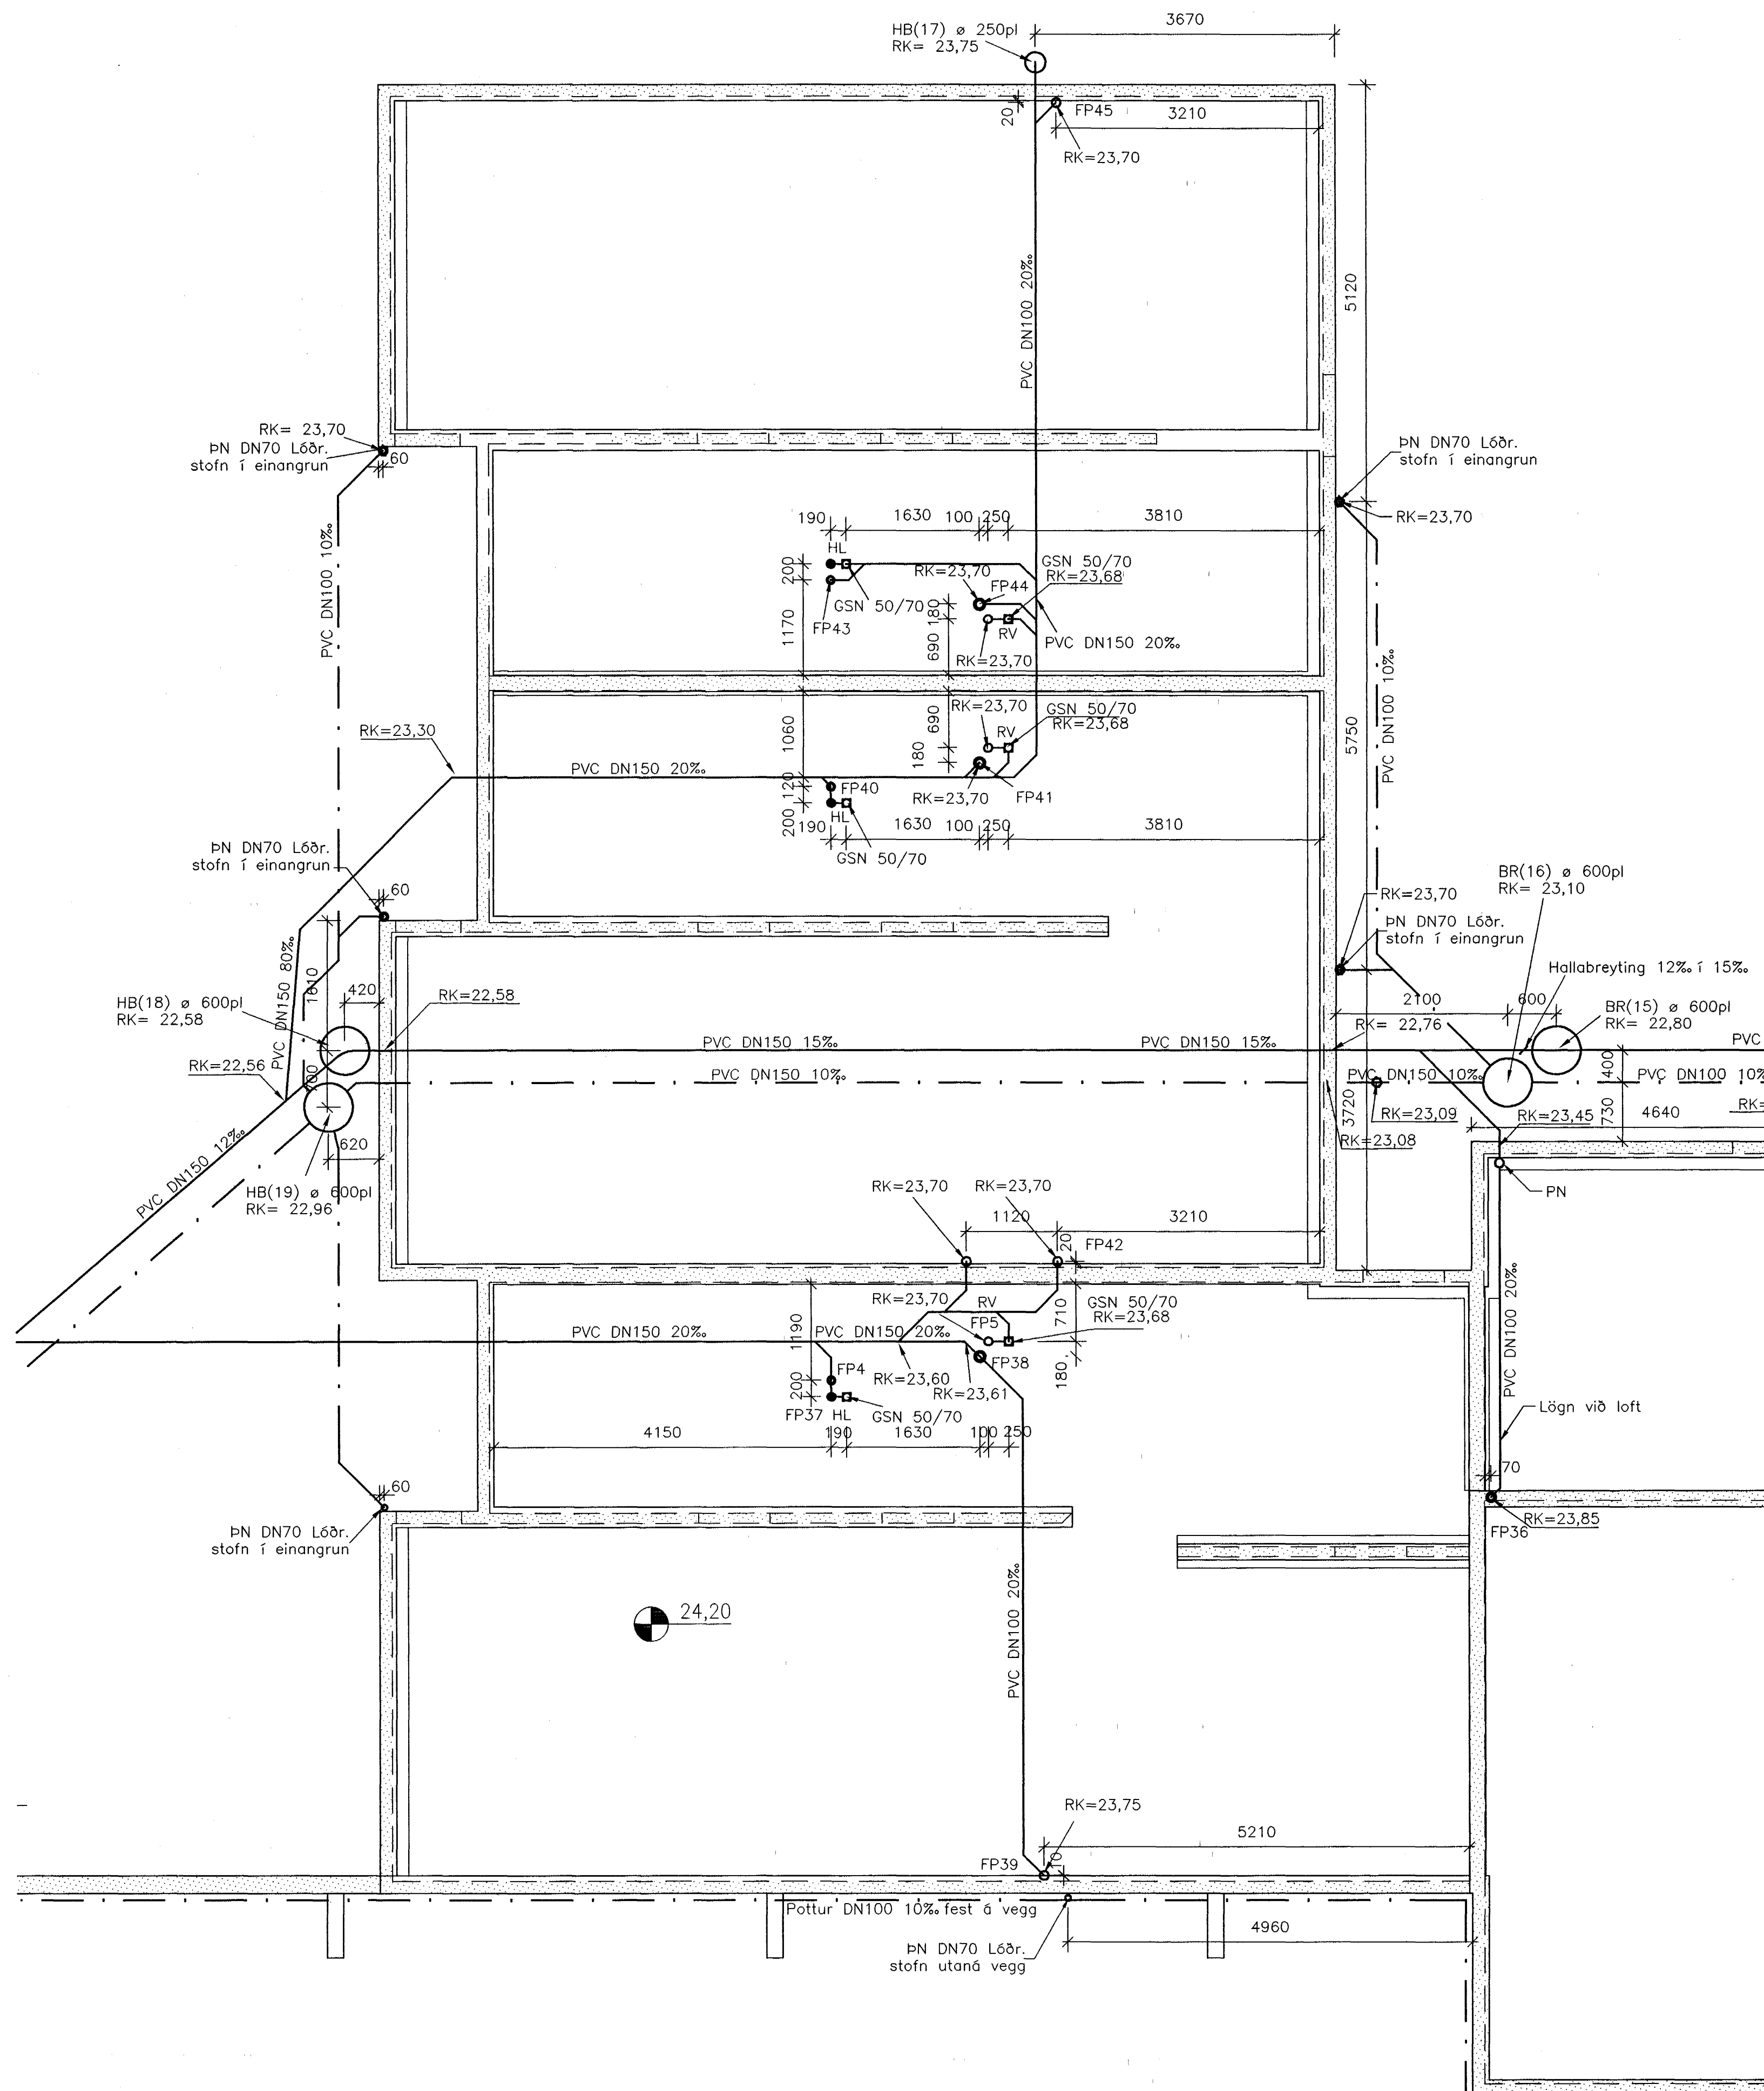 3670
HB(17) ø 250pl
RK= 23,75
20
FP45
3210
RK=23,70
PVC DN100 20‰
5120
RK= 23,70
ÞN DN70 Lóðr.
stofn í einangrun
60
ÞN DN70 Lóðr.
stofn í einangrun
RK=23,70
PVC DN100 10‰
190
1630
100
250
3810
HL
200
1170
GSN 50/70
FP43
RK=23,70
FP44
GSN 50/70
RK=23,68
180
690
RV
RK=23,70
PVC DN150 20‰
PVC DN100 10‰
5750
RK=23,30
1060
690
180
RK=23,70
GSN 50/70
RK=23,68
RV
PVC DN150 20‰
120
200
FP40
HL
190
GSN 50/70
RK=23,70
FP41
1630
100
250
3810
ÞN DN70 Lóðr.
stofn í einangrun
60
BR(16) ø 600pl
RK= 23,10
RK=23,70
ÞN DN70 Lóðr.
stofn í einangrun
Hallabreyting 12‰ í 15‰
PVC DN150 80‰
1610
420
HB(18) ø 600pl
RK= 22,58
RK=22,58
2100
600
BR(15) ø 600pl
RK= 22,80
RK= 22,76
PVC DN150 15‰
PVC DN150 15‰
PVC
RK=22,56
700
PVC DN150 10‰
PVC DN150 10‰
PVC DN100 10%
400
730
RK=23,09
RK=23,45
4640
RK=
3720
RK=23,08
620
PVC DN150 12‰
HB(19) ø 600pl
RK= 22,96
PN
RK=23,70
RK=23,70
1120
3210
20
FP42
RK=23,70
RV
FP5
710
GSN 50/70
RK=23,68
1190
PVC DN150 20‰
PVC DN150 20‰
180
FP38
FP4
200
RK=23,60
RK=23,61
FP37
HL
GSN 50/70
4150
190
1630
100
250
PVC DN100 20‰
Lögn við loft
70
60
ÞN DN70 Lóðr.
stofn í einangrun
RK=23,85
FP36
24,20
PVC DN100 20‰
RK=23,75
5210
10
FP39
Pottur DN100 10‰ fest á vegg
4960
ÞN DN70 Lóðr.
stofn utaná vegg